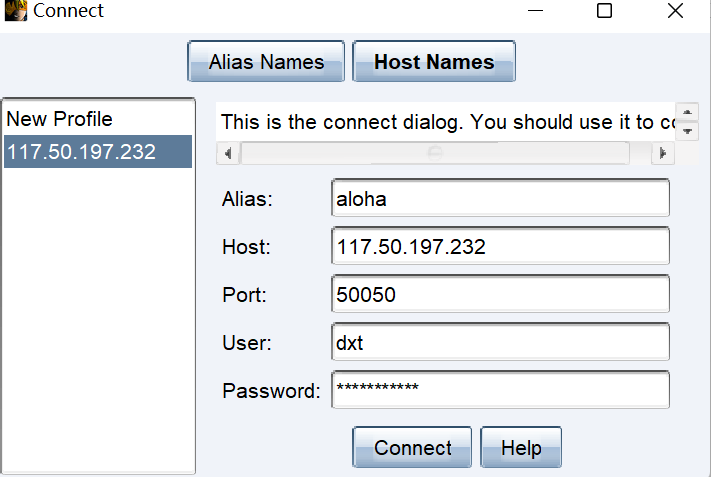 Connect
Alias Names Host Names
New Profile
117.50.197.232
This is the connect dialog. You should use it to
Alias: aloha
Host: 117.50.197.232
Port: 50050
User: dxt
Password: ***********
Connect Help